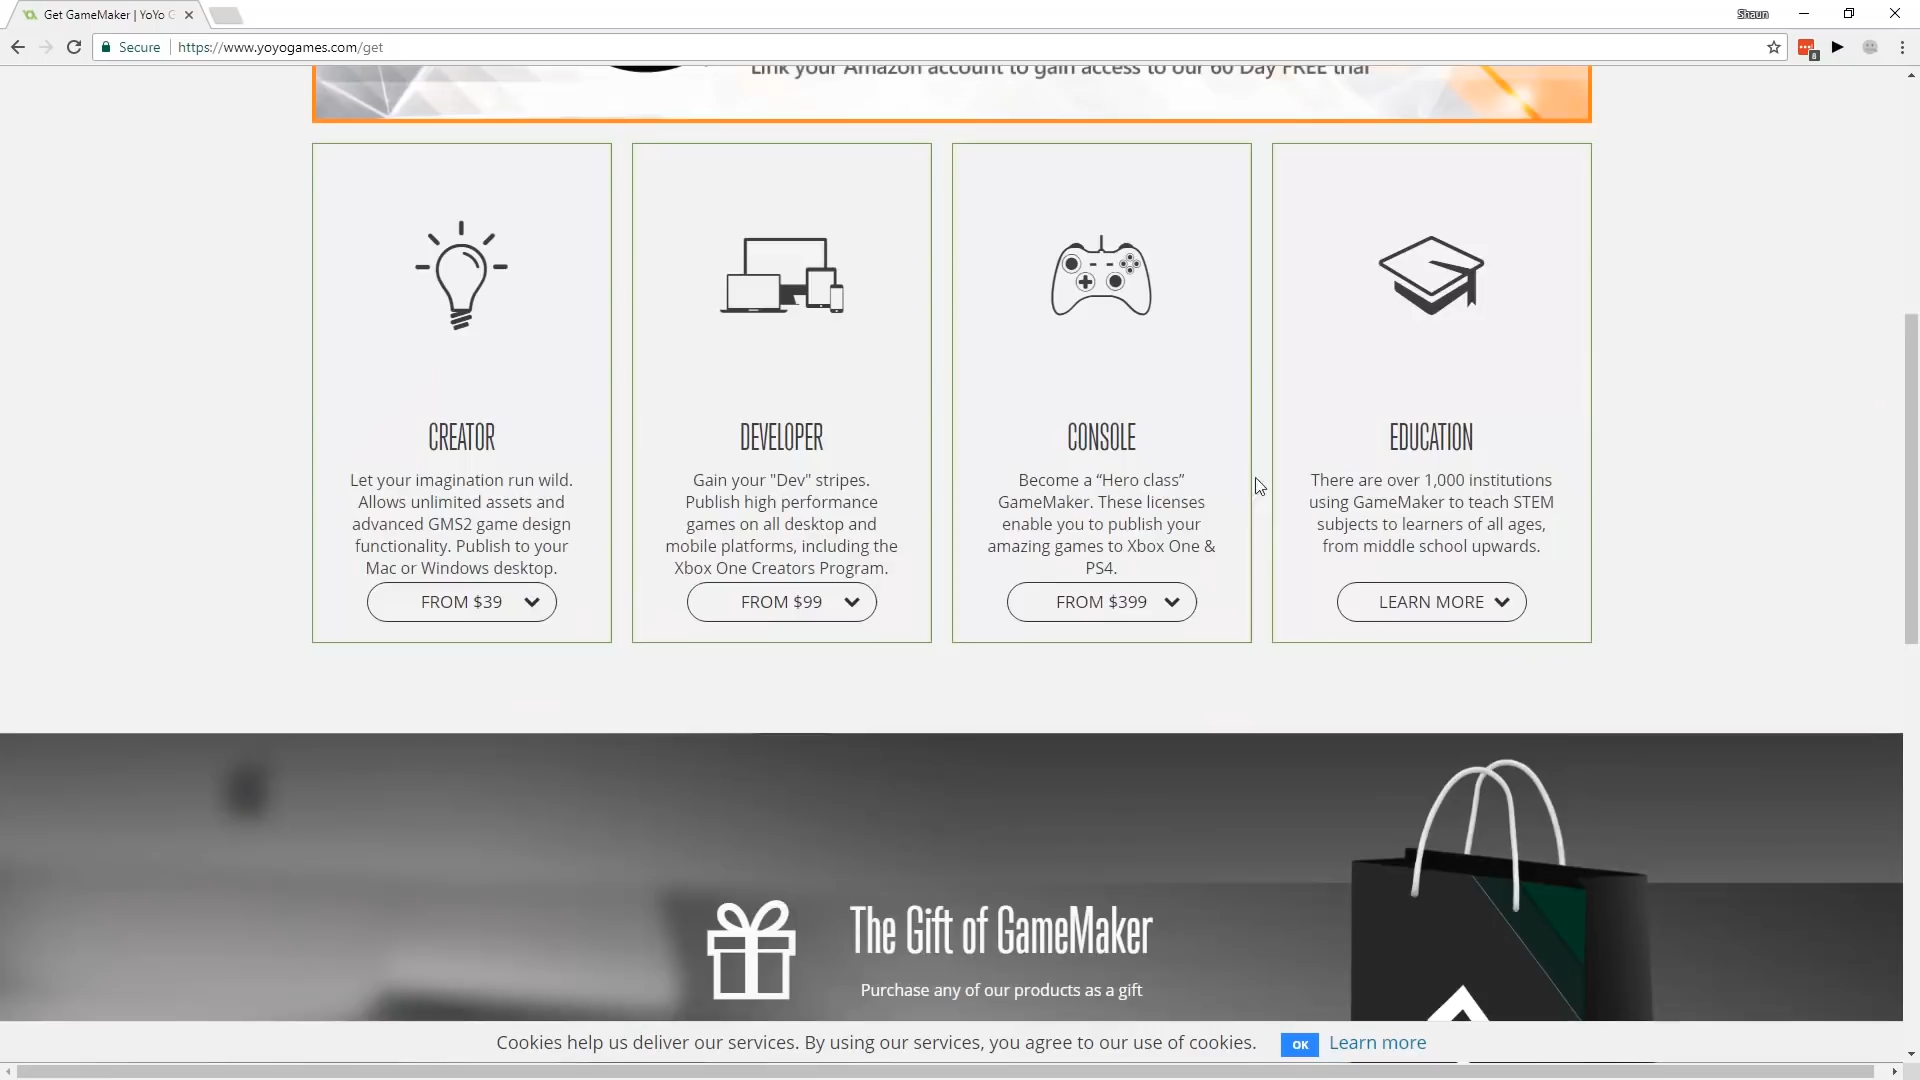 Get GameMaker | YoYo G
Shaun
Secure
https://www.yoyogames.com/get
8
Link your Amazon account to gain access to our 60 Day FREE trial
CREATOR
Let your imagination run wild.
Allows unlimited assets and
advanced GMS2 game design
functionality. Publish to your
Mac or Windows desktop.
FROM $39
DEVELOPER
Gain your "Dev" stripes.
Publish high performance
games on all desktop and
mobile platforms, including the
Xbox One Creators Program.
FROM $99
CONSOLE
Become a “Hero class”
GameMaker. These licenses
enable you to publish your
amazing games to Xbox One &
PS4.
FROM $399
EDUCATION
There are over 1,000 institutions
using GameMaker to teach STEM
subjects to learners of all ages,
from middle school upwards.
LEARN MORE
The Gift of GameMaker
Purchase any of our products as a gift
Cookies help us deliver our services. By using our services, you agree to our use of cookies.
OK
Learn more